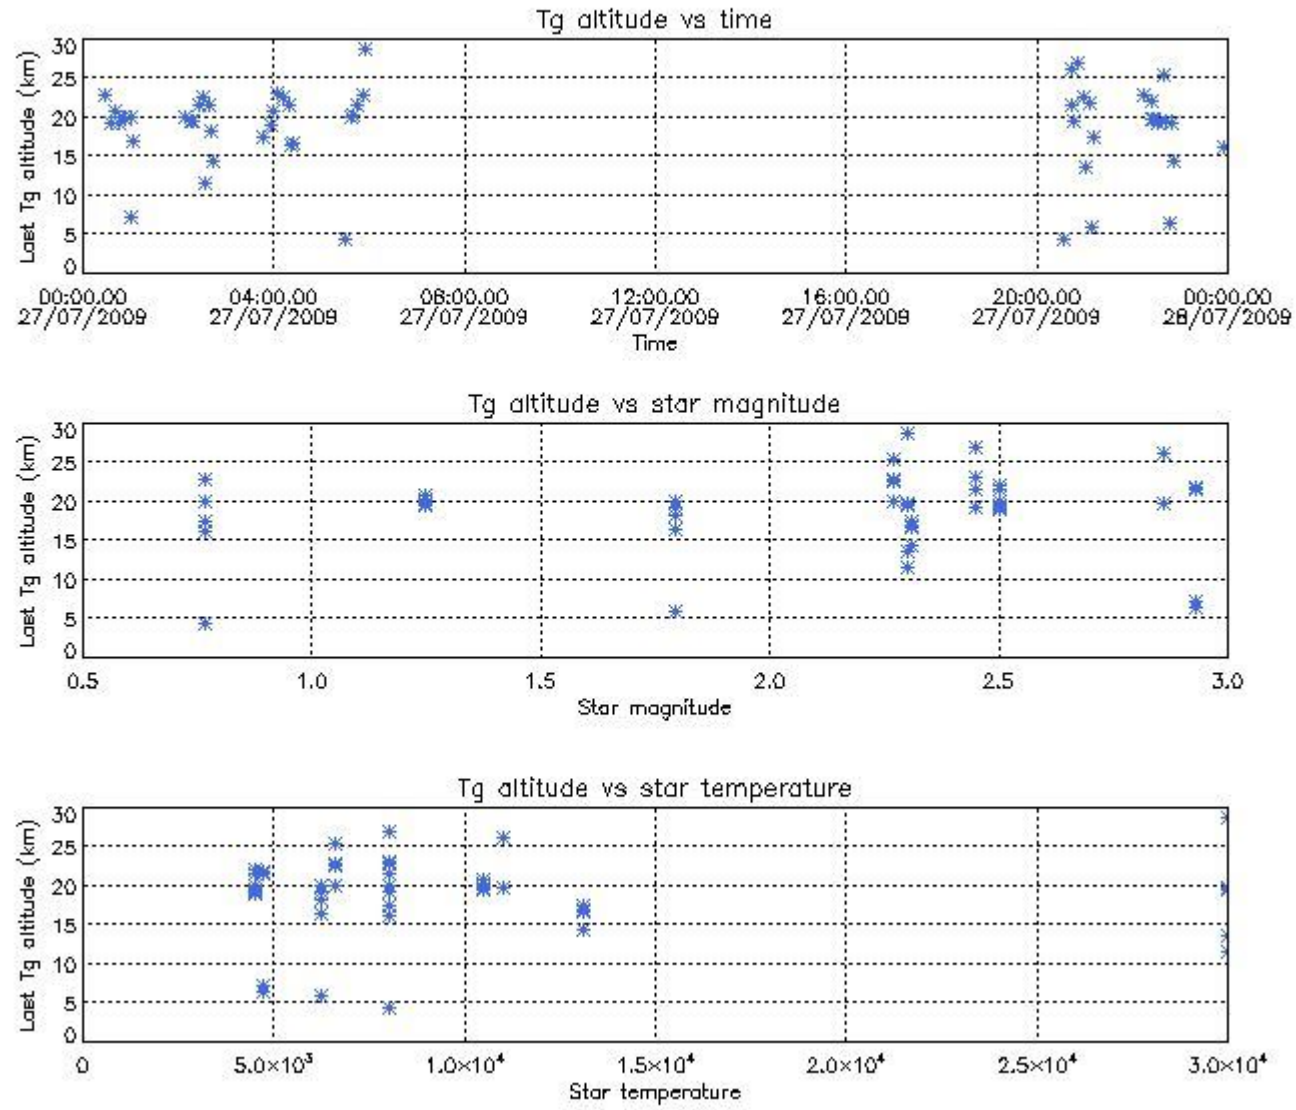 Tg altitude vs time
Last Tg altitude (km)
30
25
20
15
10
5
0
00:00.00 04:00.00 08:00.00 12:00.00 16:00.00 20:00.00 00:00.00
27/07/2009 27/07/2009 27/07/2009 27/07/2009 27/07/2009 27/07/2009 28/07/2009
Time
Tg altitude vs star magnitude
Last Tg altitude (km)
30
25
20
15
10
5
0
0.5 1.0 1.5 2.0 2.5 3.0
Star magnitude
Tg altitude vs star temperature
Last Tg altitude (km)
30
25
20
15
10
5
0
0 5.0×10³ 1.0×10⁴ 1.5×10⁴ 2.0×10⁴ 2.5×10⁴ 3.0×10⁴
Star temperature